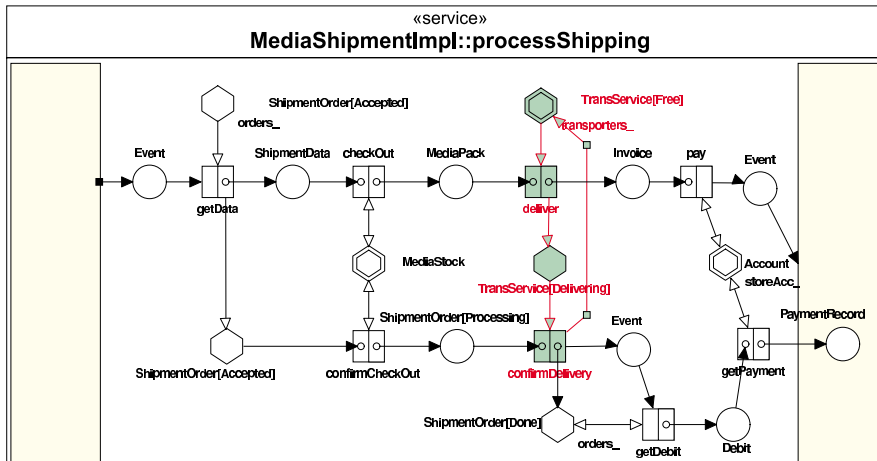 «service»
MediaShipmentImpl::processShipping
ShipmentOrder[Accepted]
TransService[Free]
orders_
transporters_
Event
ShipmentData
checkOut
MediaPack
Invoice
pay
Event
getData
deliver
MediaStock
Account
storeAcc_
TransService[Delivering]
ShipmentOrder[Processing]
Event
PaymentRecord
ShipmentOrder[Accepted]
confirmCheckOut
confirmDelivery
getPayment
ShipmentOrder[Done]
orders_
getDebit
Debit